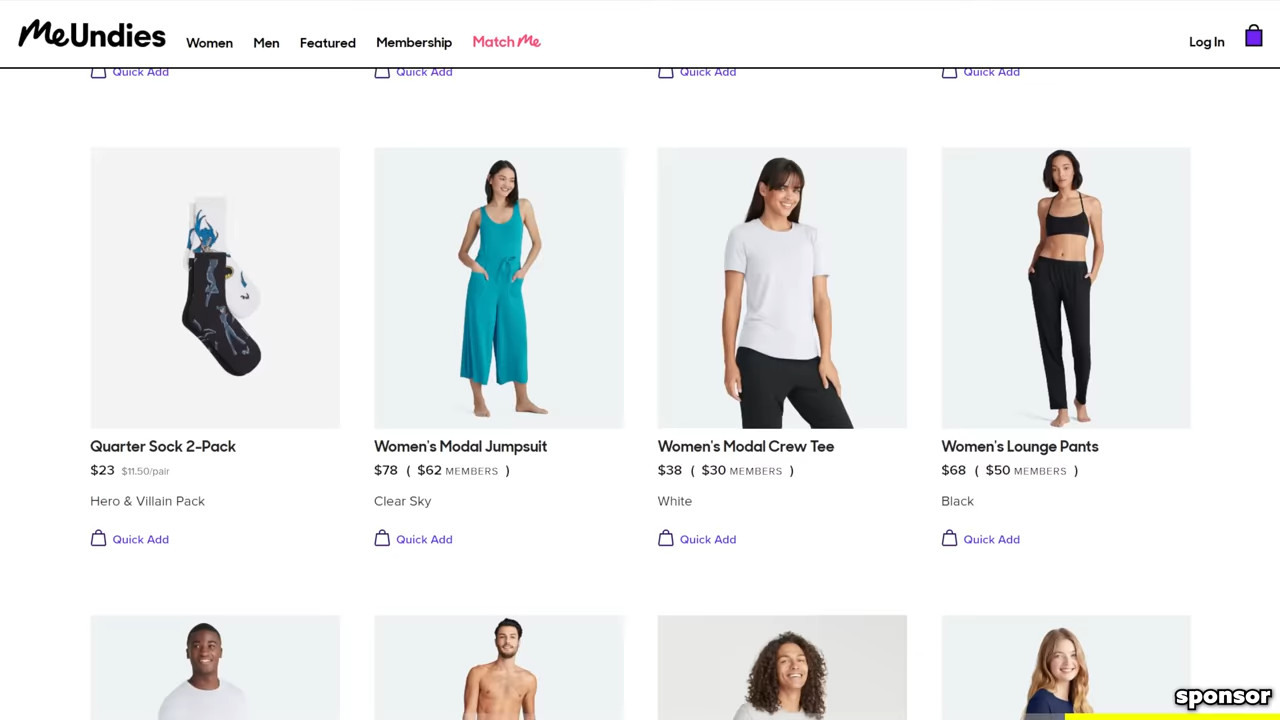 MeUndies Women Men Featured Membership MatchMe Log In
Quick Add Quick Add Quick Add Quick Add
Quarter Sock 2-Pack Women's Modal Jumpsuit Women's Modal Crew Tee Women's Lounge Pants
$23 $11.50/pair $78 ( $62 MEMBERS ) $38 ( $30 MEMBERS ) $68 ( $50 MEMBERS )
Hero & Villain Pack Clear Sky White Black
Quick Add Quick Add Quick Add Quick Add
sponsor